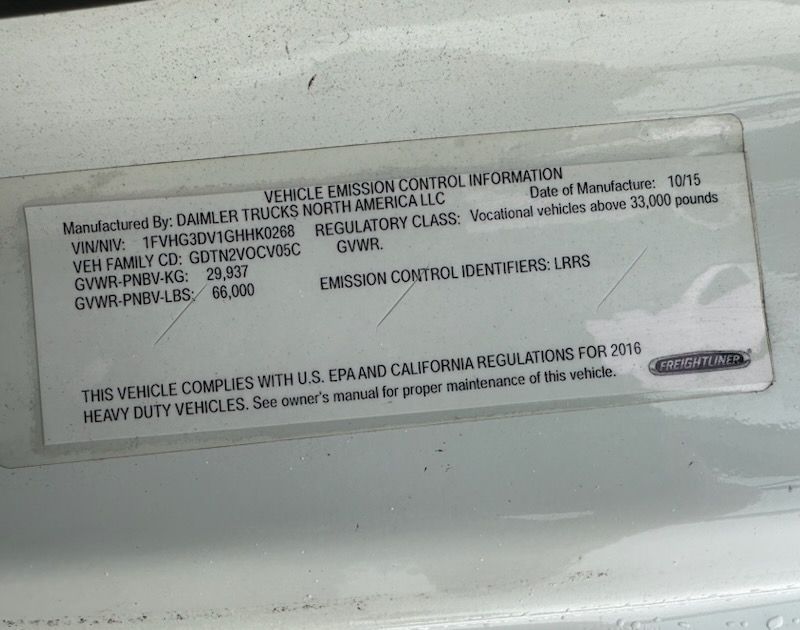 VEHICLE EMISSION CONTROL INFORMATION
Manufactured By: DAIMLER TRUCKS NORTH AMERICA LLC Date of Manufacture: 10/15
VIN/NIV: 1FVHG3DV1GHHK0268 REGULATORY CLASS: Vocational vehicles above 33,000 pounds
VEH FAMILY CD: GDTN2VOCV05C GVWR.
GVWR-PNBV-KG: 29,937
GVWR-PNBV-LBS: 66,000 EMISSION CONTROL IDENTIFIERS: LRRS
THIS VEHICLE COMPLIES WITH U.S. EPA AND CALIFORNIA REGULATIONS FOR 2016
HEAVY DUTY VEHICLES. See owner's manual for proper maintenance of this vehicle.
FREIGHTLINER